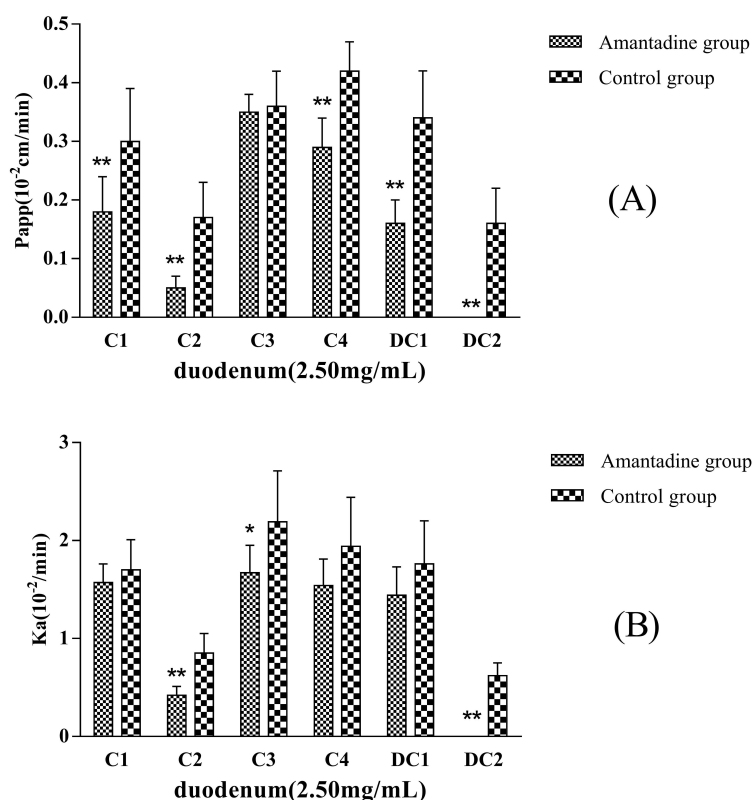 0.5
0.4
0.3
0.2
0.1
0.0
Papp(10-2cm/min)
**
**
**
**
**
C1 C2 C3 C4 DC1 DC2
duodenum(2.50mg/mL)
Amantadine group
Control group
(A)
3
2
1
0
Ka(10-2/min)
**
*
**
C1 C2 C3 C4 DC1 DC2
duodenum(2.50mg/mL)
Amantadine group
Control group
(B)